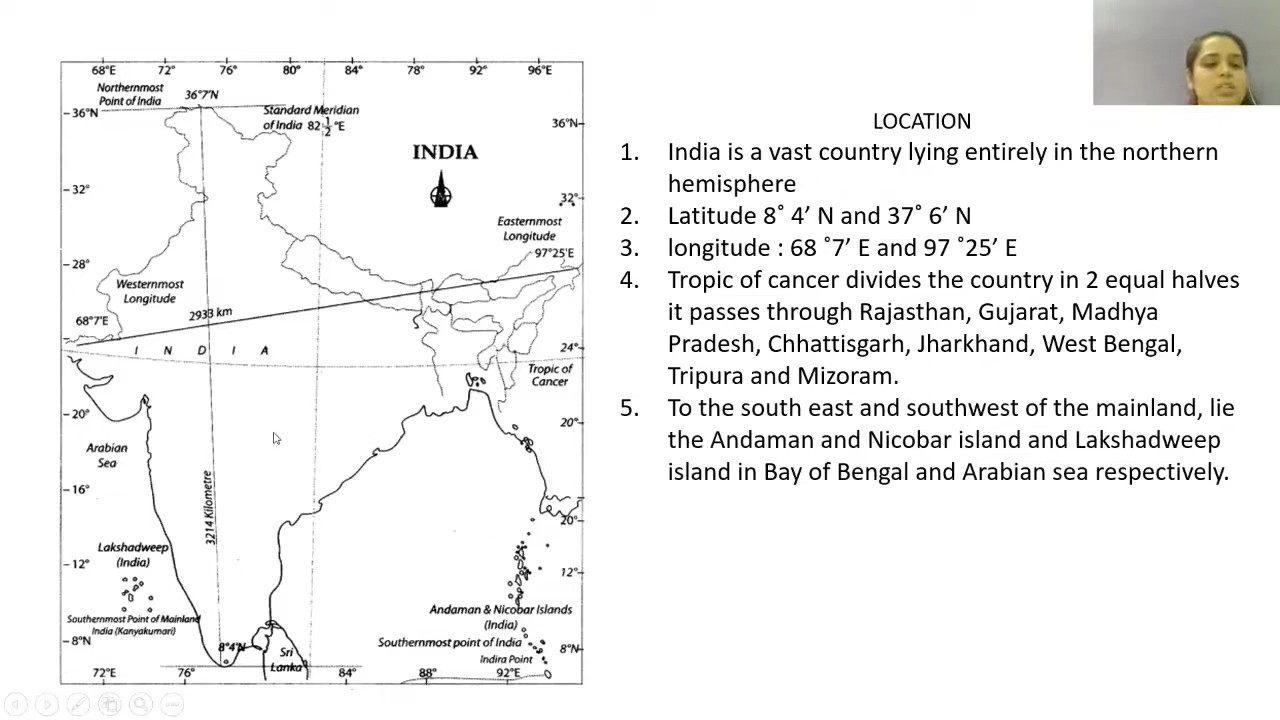 68°E 72° 76° 80° 84° 78° 92° 96°E
Northernmost
Point of India
36°7'N
36°N
Standard Meridian
of India 82 1/2 °E
36°N
INDIA
32°
32°
Easternmost
Longitude
97°25'E
28°
Westernmost
Longitude
2933 km
68°7'E
I N D I A
24°
Tropic of
Cancer
20°
20°
Arabian
Sea
16°
3214 Kilometre
20°
Lakshadweep
(India)
12°
12°
Andaman & Nicobar Islands
(India)
Southernmost Point of Mainland
India (Kanyakumari)
8°N
8°4'N
Sri
Lanka
Southernmost point of India
Indira Point
8°N
72°E 76° 84° 88° 92°E
LOCATION
1. India is a vast country lying entirely in the northern
hemisphere
2. Latitude 8˚ 4’ N and 37˚ 6’ N
3. longitude : 68 ˚7’ E and 97 ˚25’ E
4. Tropic of cancer divides the country in 2 equal halves
it passes through Rajasthan, Gujarat, Madhya
Pradesh, Chhattisgarh, Jharkhand, West Bengal,
Tripura and Mizoram.
5. To the south east and southwest of the mainland, lie
the Andaman and Nicobar island and Lakshadweep
island in Bay of Bengal and Arabian sea respectively.